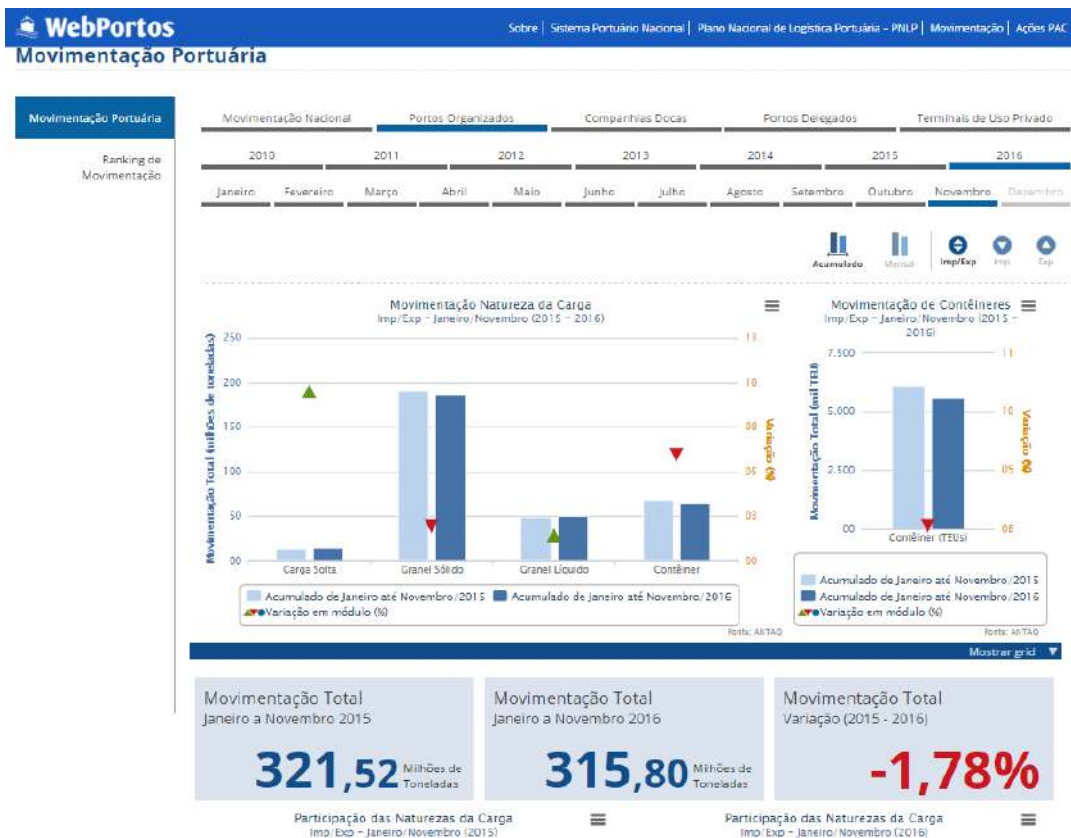 WebPortos
Sobre | Sistema Portuário Nacional | Plano Nacional de Logística Portuária - PNLP | Movimentação | Ações PAC
Movimentação Portuária
Movimentação Portuária
Ranking de
Movimentação
Movimentação Nacional Portos Organizados Companhias Docas Portos Delegados Terminais de Uso Privado
2010 2011 2012 2013 2014 2015 2016
Janeiro Fevereiro Março Abril Maio Junho Julho Agosto Setembro Outubro Novembro Dezembro
Acumulado Mensal Imp/Exp Imp Exp
Movimentação Natureza da Carga
Imp/Exp - Janeiro/Novembro (2015 - 2016)
Movimentação Total (milhões de toneladas)
250
200
150
100
50
00
13
10
08
05
03
00
Variação (%)
Carga Solta Granel Sólido Granel Líquido Contêiner
Acumulado de Janeiro até Novembro/2015 Acumulado de Janeiro até Novembro/2016
Variação em módulo (%)
Fonte: ANTAQ
Movimentação de Contêineres
Imp/Exp - Janeiro/Novembro (2015 -
2016)
Movimentação Total (mil TEU)
7.500
5.000
2.500
00
11
10
09
08
Variação (%)
Contêiner (TEUs)
Acumulado de Janeiro até Novembro/2015
Acumulado de Janeiro até Novembro/2016
Variação em módulo (%)
Fonte: ANTAQ
Mostrar grid
Movimentação Total
Janeiro a Novembro 2015
321,52 Milhões de
Toneladas
Movimentação Total
Janeiro a Novembro 2016
315,80 Milhões de
Toneladas
Movimentação Total
Variação (2015 - 2016)
-1,78%
Participação das Naturezas da Carga
Imp/Exp - Janeiro/Novembro (2015)
Participação das Naturezas da Carga
Imp/Exp - Janeiro/Novembro (2016)